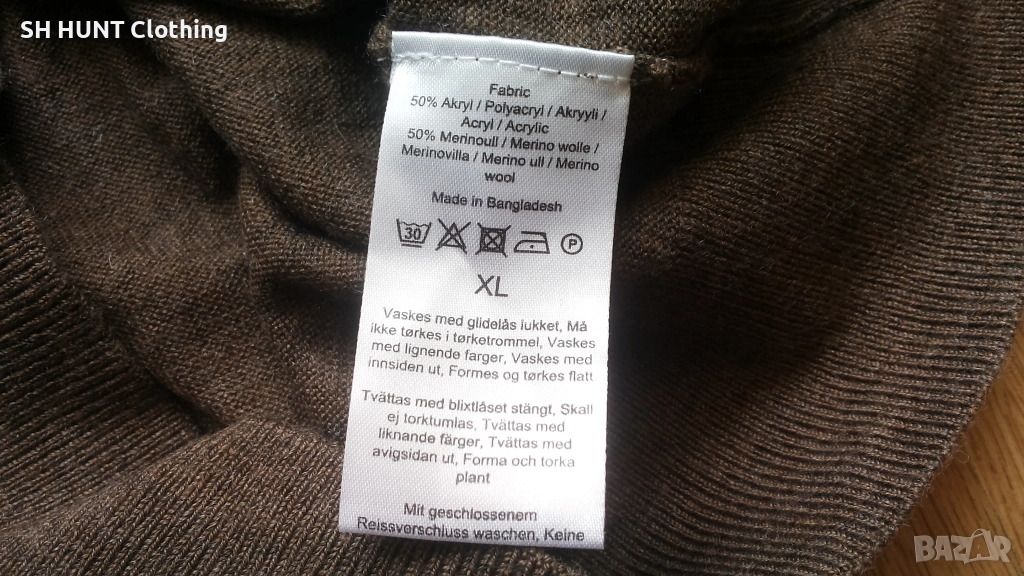 SH HUNT Clothing
Fabric
50% Akryl / Polyacryl / Akryyli /
Acryl / Acrylic
50% Merinoull / Merino wolle /
Merinovilla / Merino ull / Merino
wool
Made in Bangladesh
30 P
XL
Vaskes med glidelås lukket, Må
ikke tørkes i tørketrommel, Vaskes
med lignende farger, Vaskes med
innsiden ut, Formes og tørkes flatt
Tvättas med blixtlåset stängt, Skall
ej torktumlas, Tvättas med
liknande färger, Tvättas med
avigsidan ut, Forma och torka
plant
Mit geschlossenem
Reissverschluss waschen, Keine
BAZAR